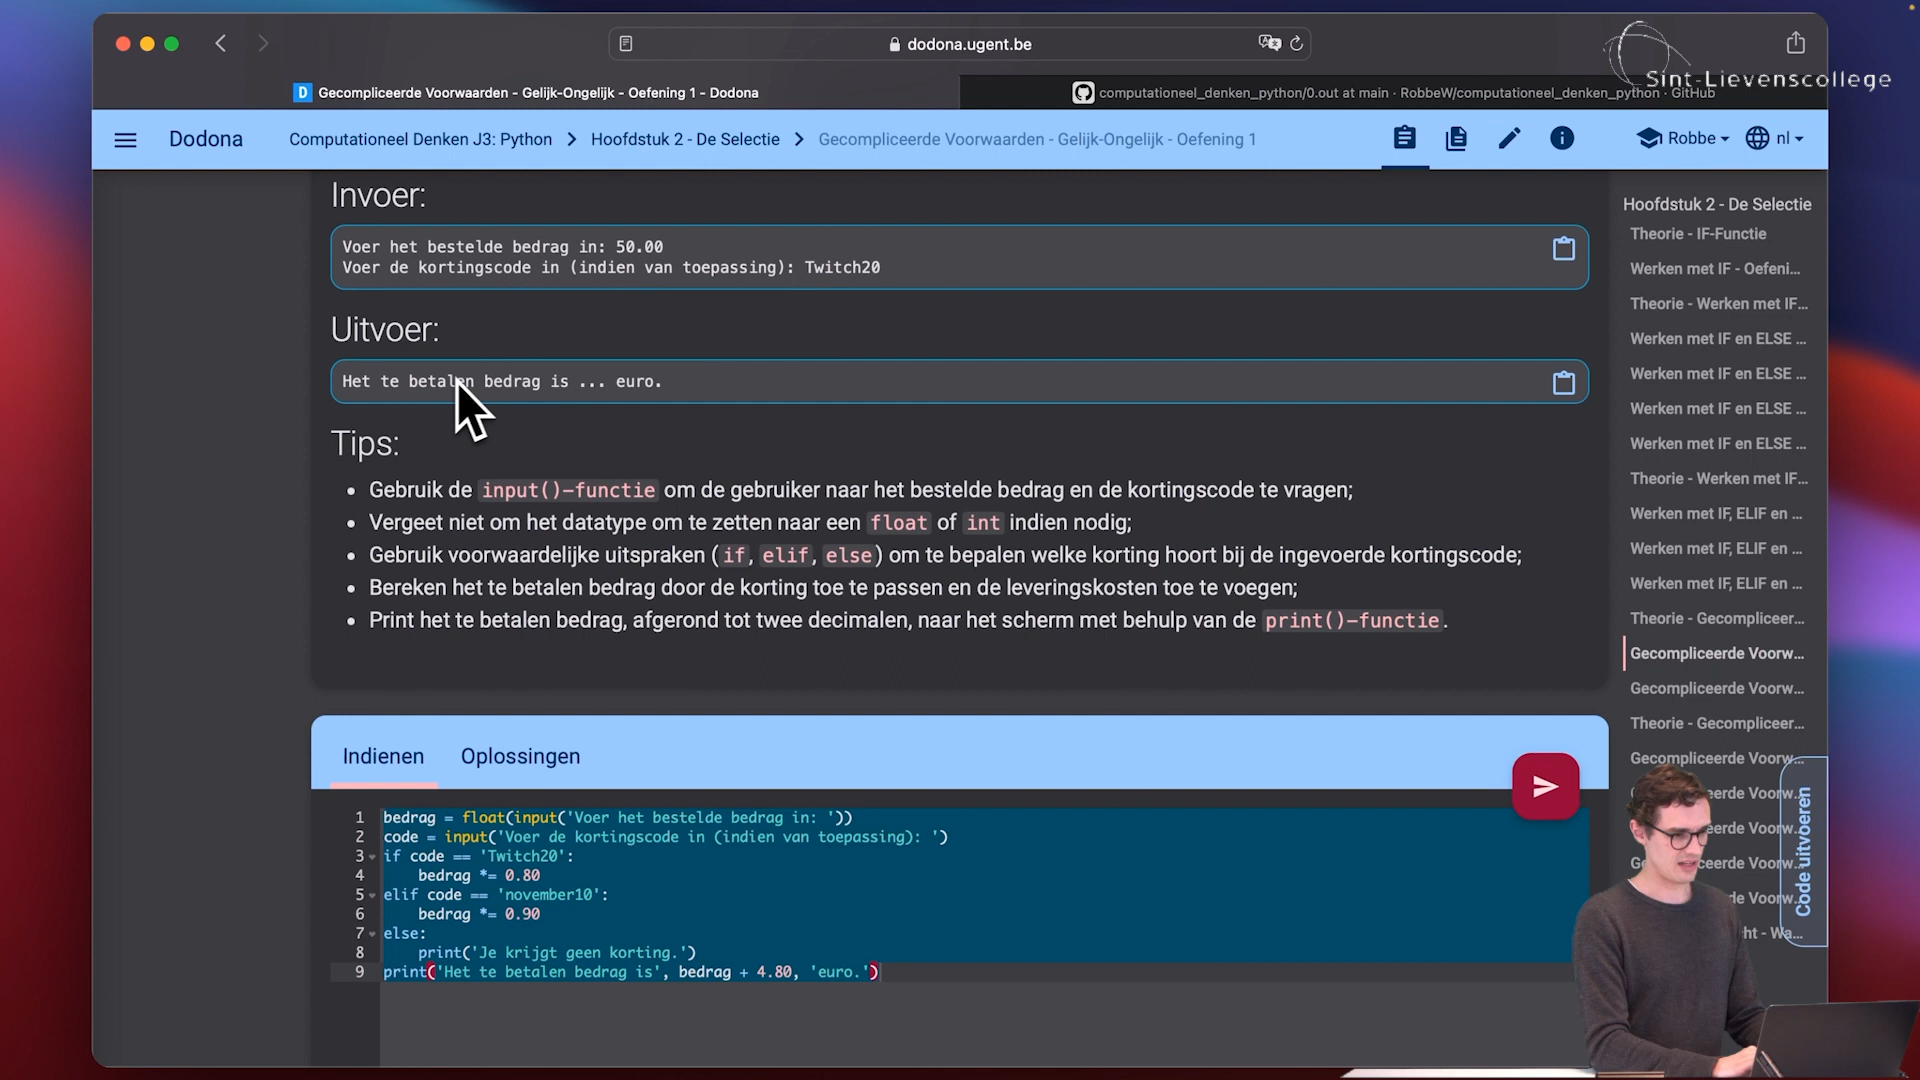 dodona.ugent.be
Sint-Lievenscollege
D Gecompliceerde Voorwaarden - Gelijk-Ongelijk - Oefening 1 - Dodona
computationeel_denken_python/0.out at main · RobbeW/computationeel_denken_python · GitHub
Dodona
Computationeel Denken J3: Python > Hoofdstuk 2 - De Selectie > Gecompliceerde Voorwaarden - Gelijk-Ongelijk - Oefening 1
Robbe
nl
Invoer:
Voer het bestelde bedrag in: 50.00
Voer de kortingscode in (indien van toepassing): Twitch20
Uitvoer:
Het te betalen bedrag is ... euro.
Tips:
• Gebruik de input()-functie om de gebruiker naar het bestelde bedrag en de kortingscode te vragen;
• Vergeet niet om het datatype om te zetten naar een float of int indien nodig;
• Gebruik voorwaardelijke uitspraken (if, elif, else) om te bepalen welke korting hoort bij de ingevoerde kortingscode;
• Bereken het te betalen bedrag door de korting toe te passen en de leveringskosten toe te voegen;
• Print het te betalen bedrag, afgerond tot twee decimalen, naar het scherm met behulp van de print()-functie.
Indienen
Oplossingen
1 bedrag = float(input('Voer het bestelde bedrag in: '))
2 code = input('Voer de kortingscode in (indien van toepassing): ')
3 if code == 'Twitch20':
4 bedrag *= 0.80
5 elif code == 'november10':
6 bedrag *= 0.90
7 else:
8 print('Je krijgt geen korting.')
9 print('Het te betalen bedrag is', bedrag + 4.80, 'euro.')
Hoofdstuk 2 - De Selectie
Theorie - IF-Functie
Werken met IF - Oefeni...
Theorie - Werken met IF...
Werken met IF en ELSE ...
Werken met IF en ELSE ...
Werken met IF en ELSE ...
Werken met IF en ELSE ...
Theorie - Werken met IF...
Werken met IF, ELIF en ...
Werken met IF, ELIF en ...
Werken met IF, ELIF en ...
Theorie - Gecompliceer...
Gecompliceerde Voorw...
Gecompliceerde Voorw...
Theorie - Gecompliceer...
Gecompliceerde Voorw...
Code uitvoeren